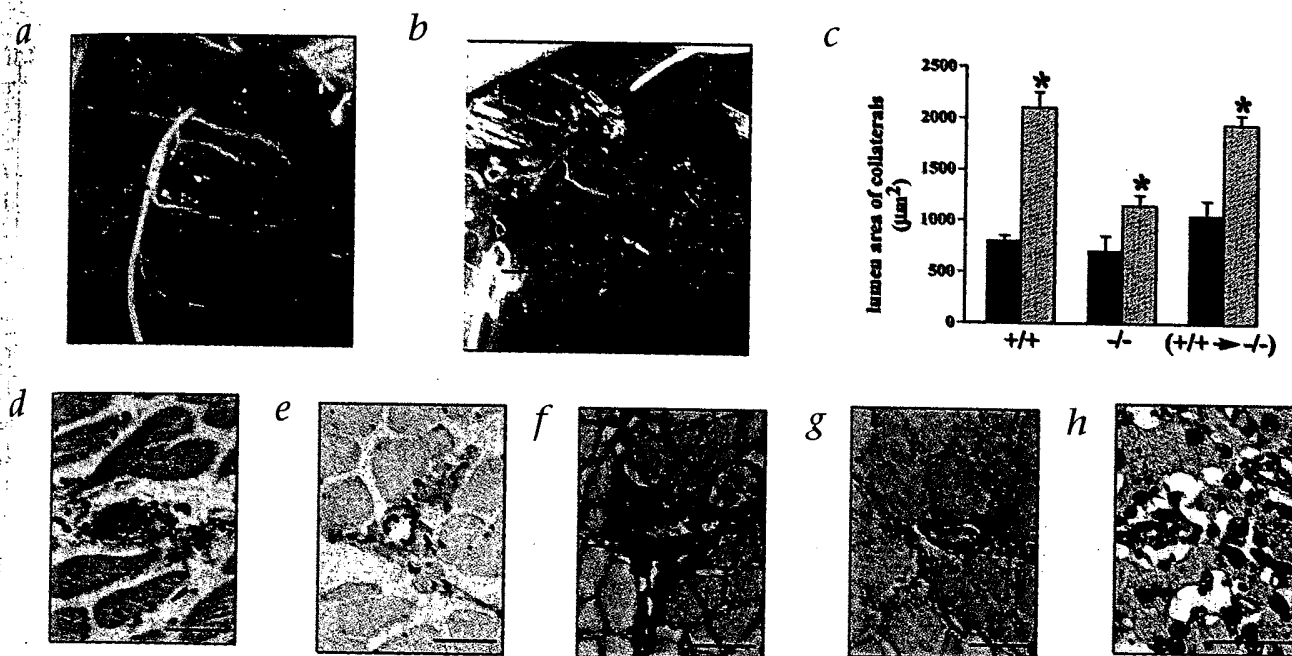 a
b
c
lumen area of collaterals
(µm²)
2500
2000
1500
1000
500
0
*
*
*
+/+
-/-
(+/+ → -/-)
d
e
f
g
h